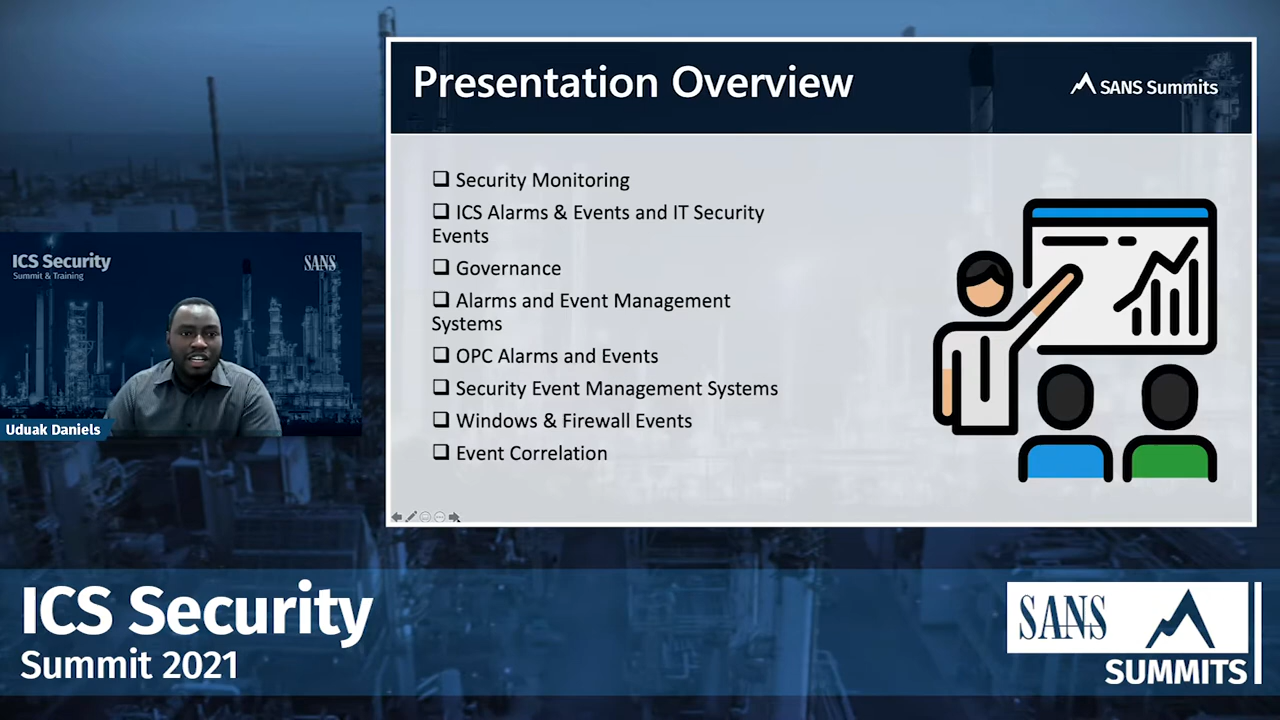 Presentation Overview
SANS Summits
❑ Security Monitoring
❑ ICS Alarms & Events and IT Security
Events
❑ Governance
❑ Alarms and Event Management
Systems
❑ OPC Alarms and Events
❑ Security Event Management Systems
❑ Windows & Firewall Events
❑ Event Correlation
ICS Security
Summit & Training
SANS
Uduak Daniels
ICS Security
Summit 2021
SANS
SUMMITS